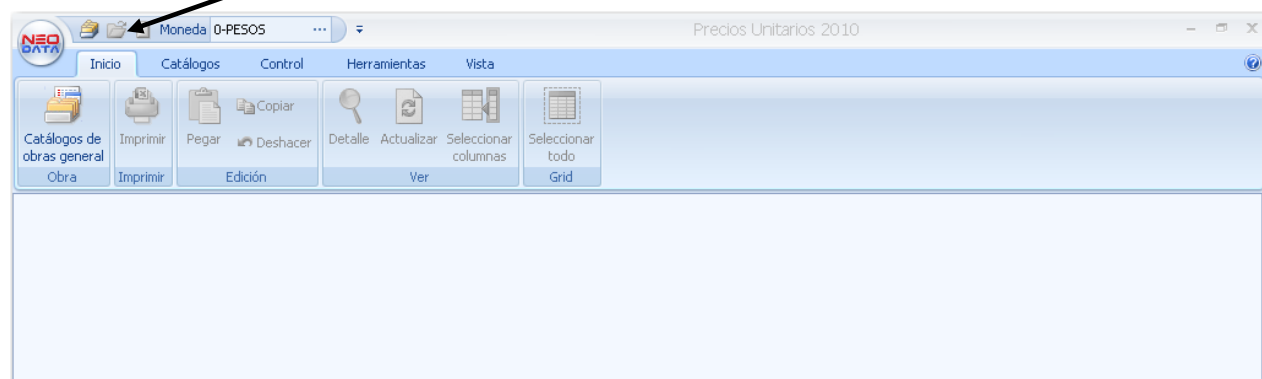 NEO
DATA
Moneda 0-PESOS ...
Precios Unitarios 2010
Inicio Catálogos Control Herramientas Vista
Catálogos de
obras general
Imprimir
Pegar
Copiar
Deshacer
Detalle
Actualizar
Seleccionar
columnas
Seleccionar
todo
Obra Imprimir Edición Ver Grid